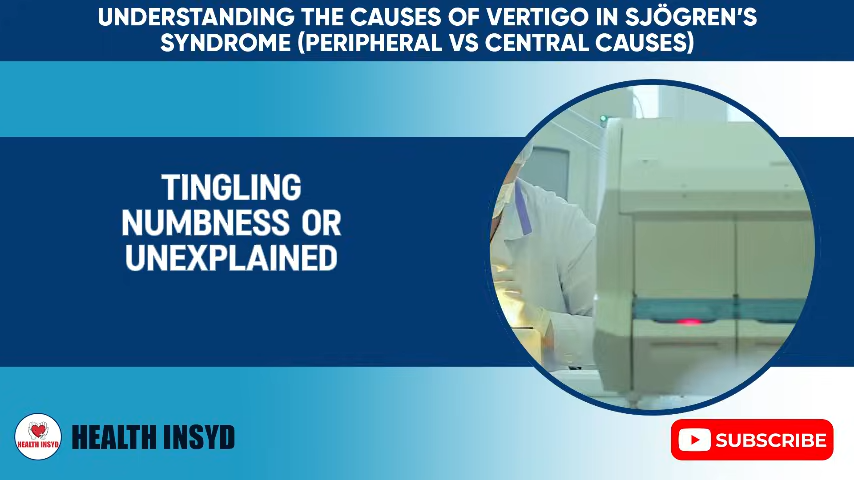 UNDERSTANDING THE CAUSES OF VERTIGO IN SJÖGREN'S
SYNDROME (PERIPHERAL VS CENTRAL CAUSES)
TINGLING
NUMBNESS OR
UNEXPLAINED
HEALTH INSYD
HEALTH INSYD
SUBSCRIBE